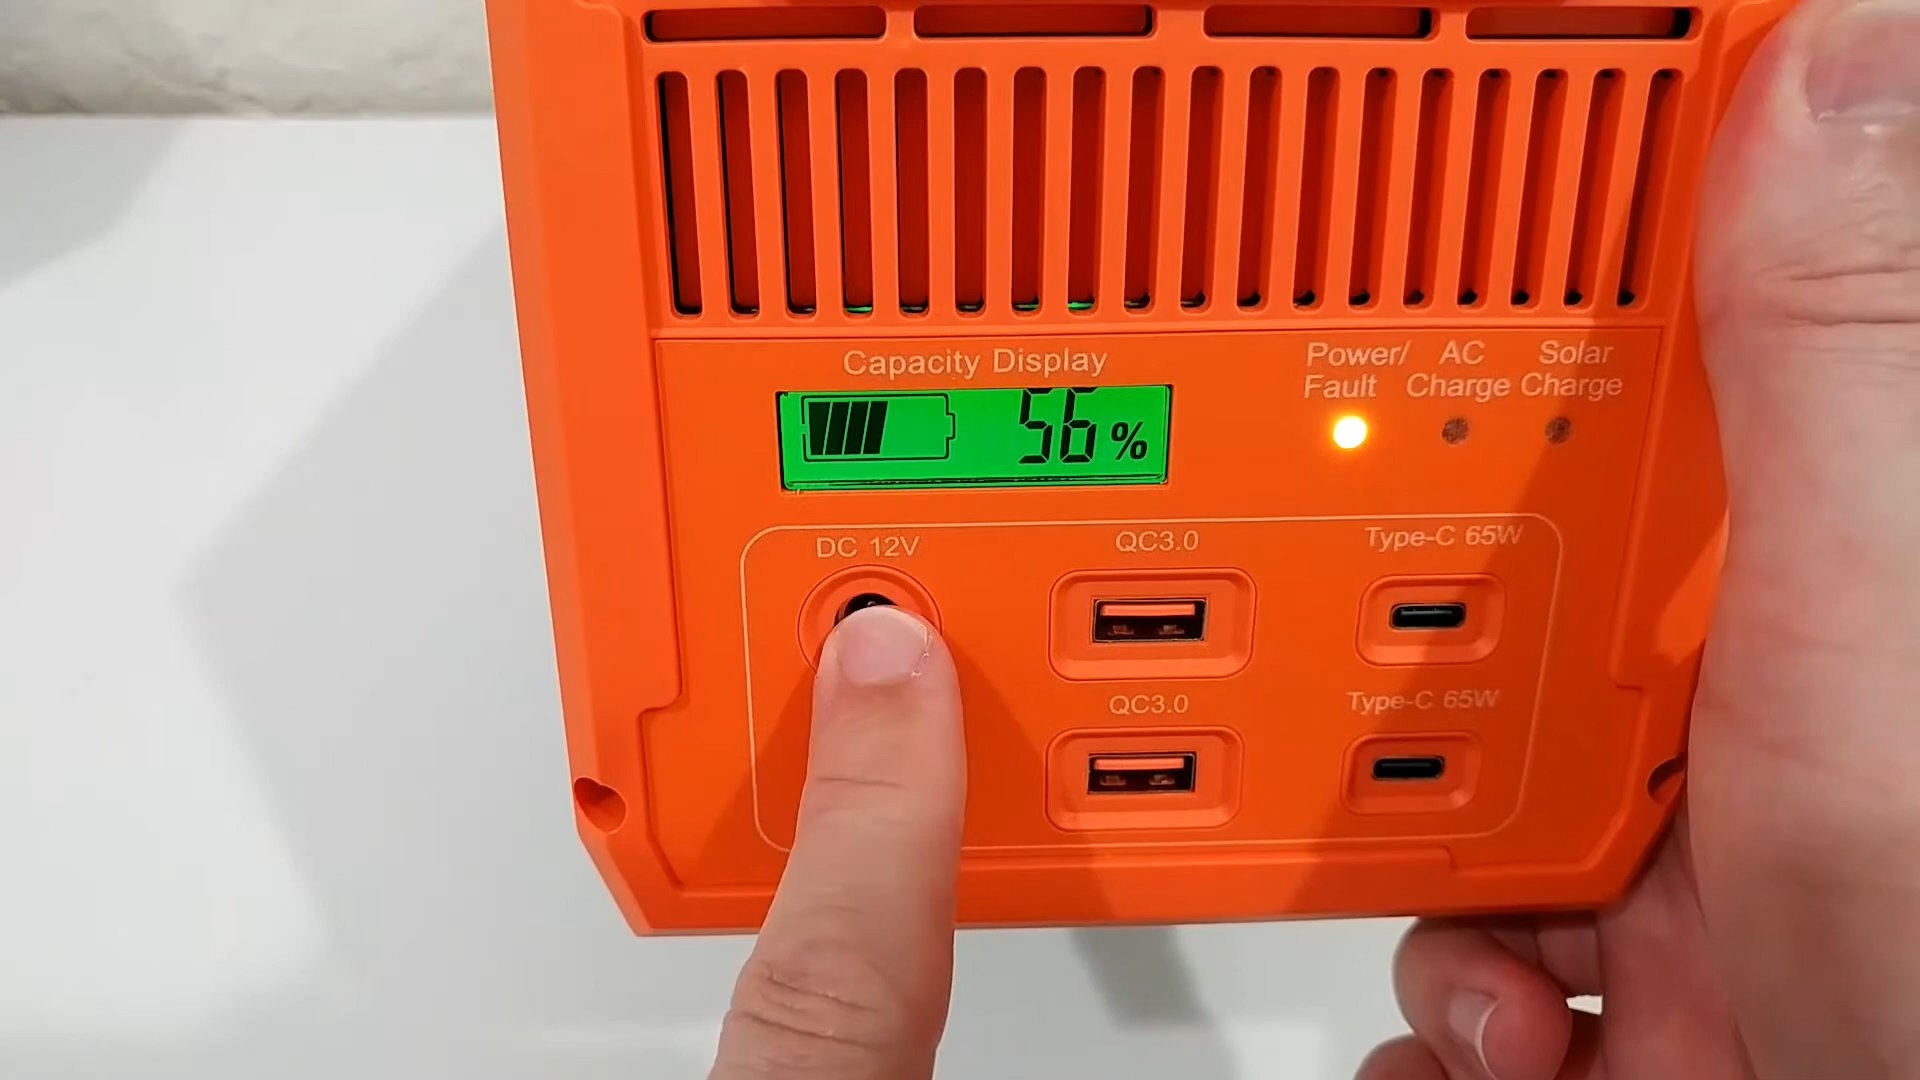 Capacity Display
56 %
Power/
Fault
AC
Charge
Solar
Charge
DC 12V
QC3.0
Type-C 65W
QC3.0
Type-C 65W